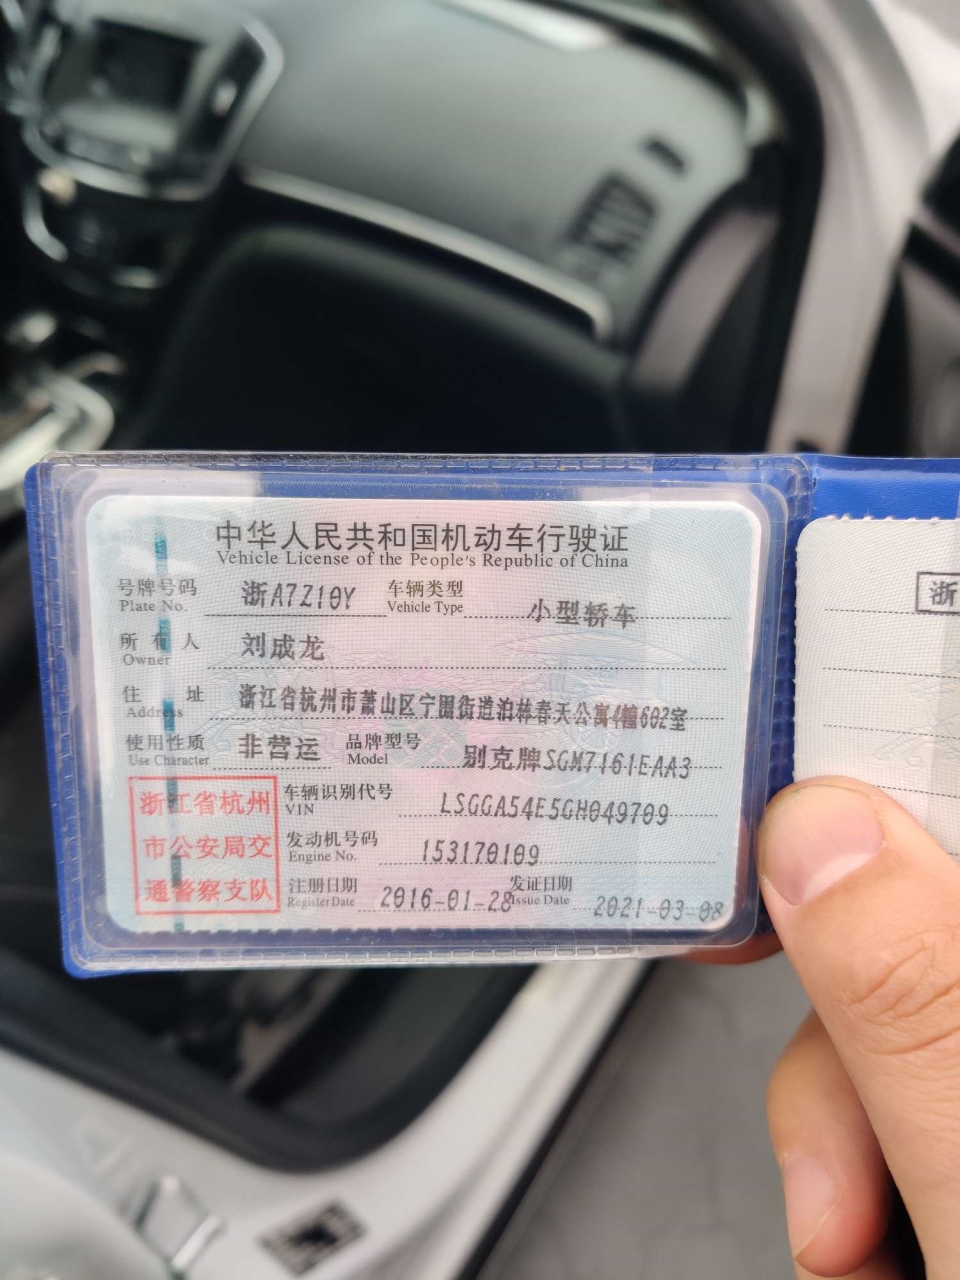 中华人民共和国机动车行驶证
Vehicle License of the People's Republic of China
号牌号码 浙A7Z10Y 车辆类型 小型轿车
Plate No. Vehicle Type
所有人 刘成龙
Owner
住址 浙江省杭州市萧山区宁围街道泊林春天公寓4幢602室
Address
使用性质 非营运 品牌型号 别克牌SGM7161EAA3
Use Character Model
浙江省杭州
市公安局交
通警察支队
车辆识别代号 LSGGA54E5GH049709
VIN
发动机号码 153170109
Engine No.
注册日期 2016-01-28 发证日期 2021-03-08
Register Date Issue Date
浙